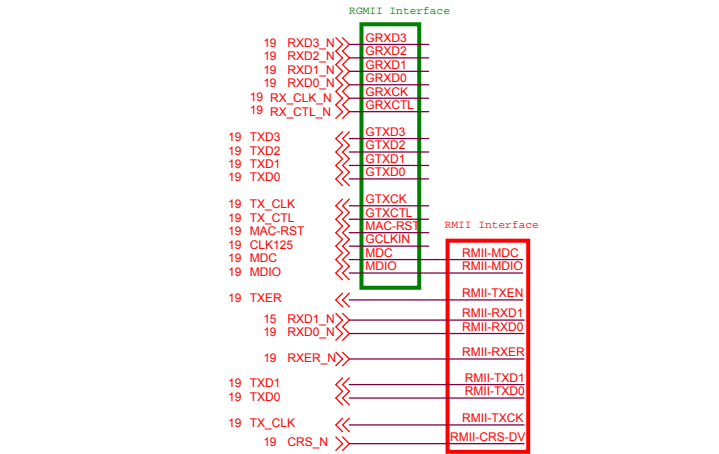 RGMII Interface
19 RXD3_N GRXD3
19 RXD2_N GRXD2
19 RXD1_N GRXD1
19 RXD0_N GRXD0
19 RX_CLK_N GRXCK
19 RX_CTL_N GRXCTL
19 TXD3 GTXD3
19 TXD2 GTXD2
19 TXD1 GTXD1
19 TXD0 GTXD0
19 TX_CLK GTXCK
19 TX_CTL GTXCTL
19 MAC-RST MAC-RST
RMII Interface
19 CLK125 GCLKIN
19 MDC MDC RMII-MDC
19 MDIO MDIO RMII-MDIO
19 TXER RMII-TXEN
15 RXD1_N RMII-RXD1
19 RXD0_N RMII-RXD0
19 RXER_N RMII-RXER
19 TXD1 RMII-TXD1
19 TXD0 RMII-TXD0
19 TX_CLK RMII-TXCK
19 CRS_N RMII-CRS-DV